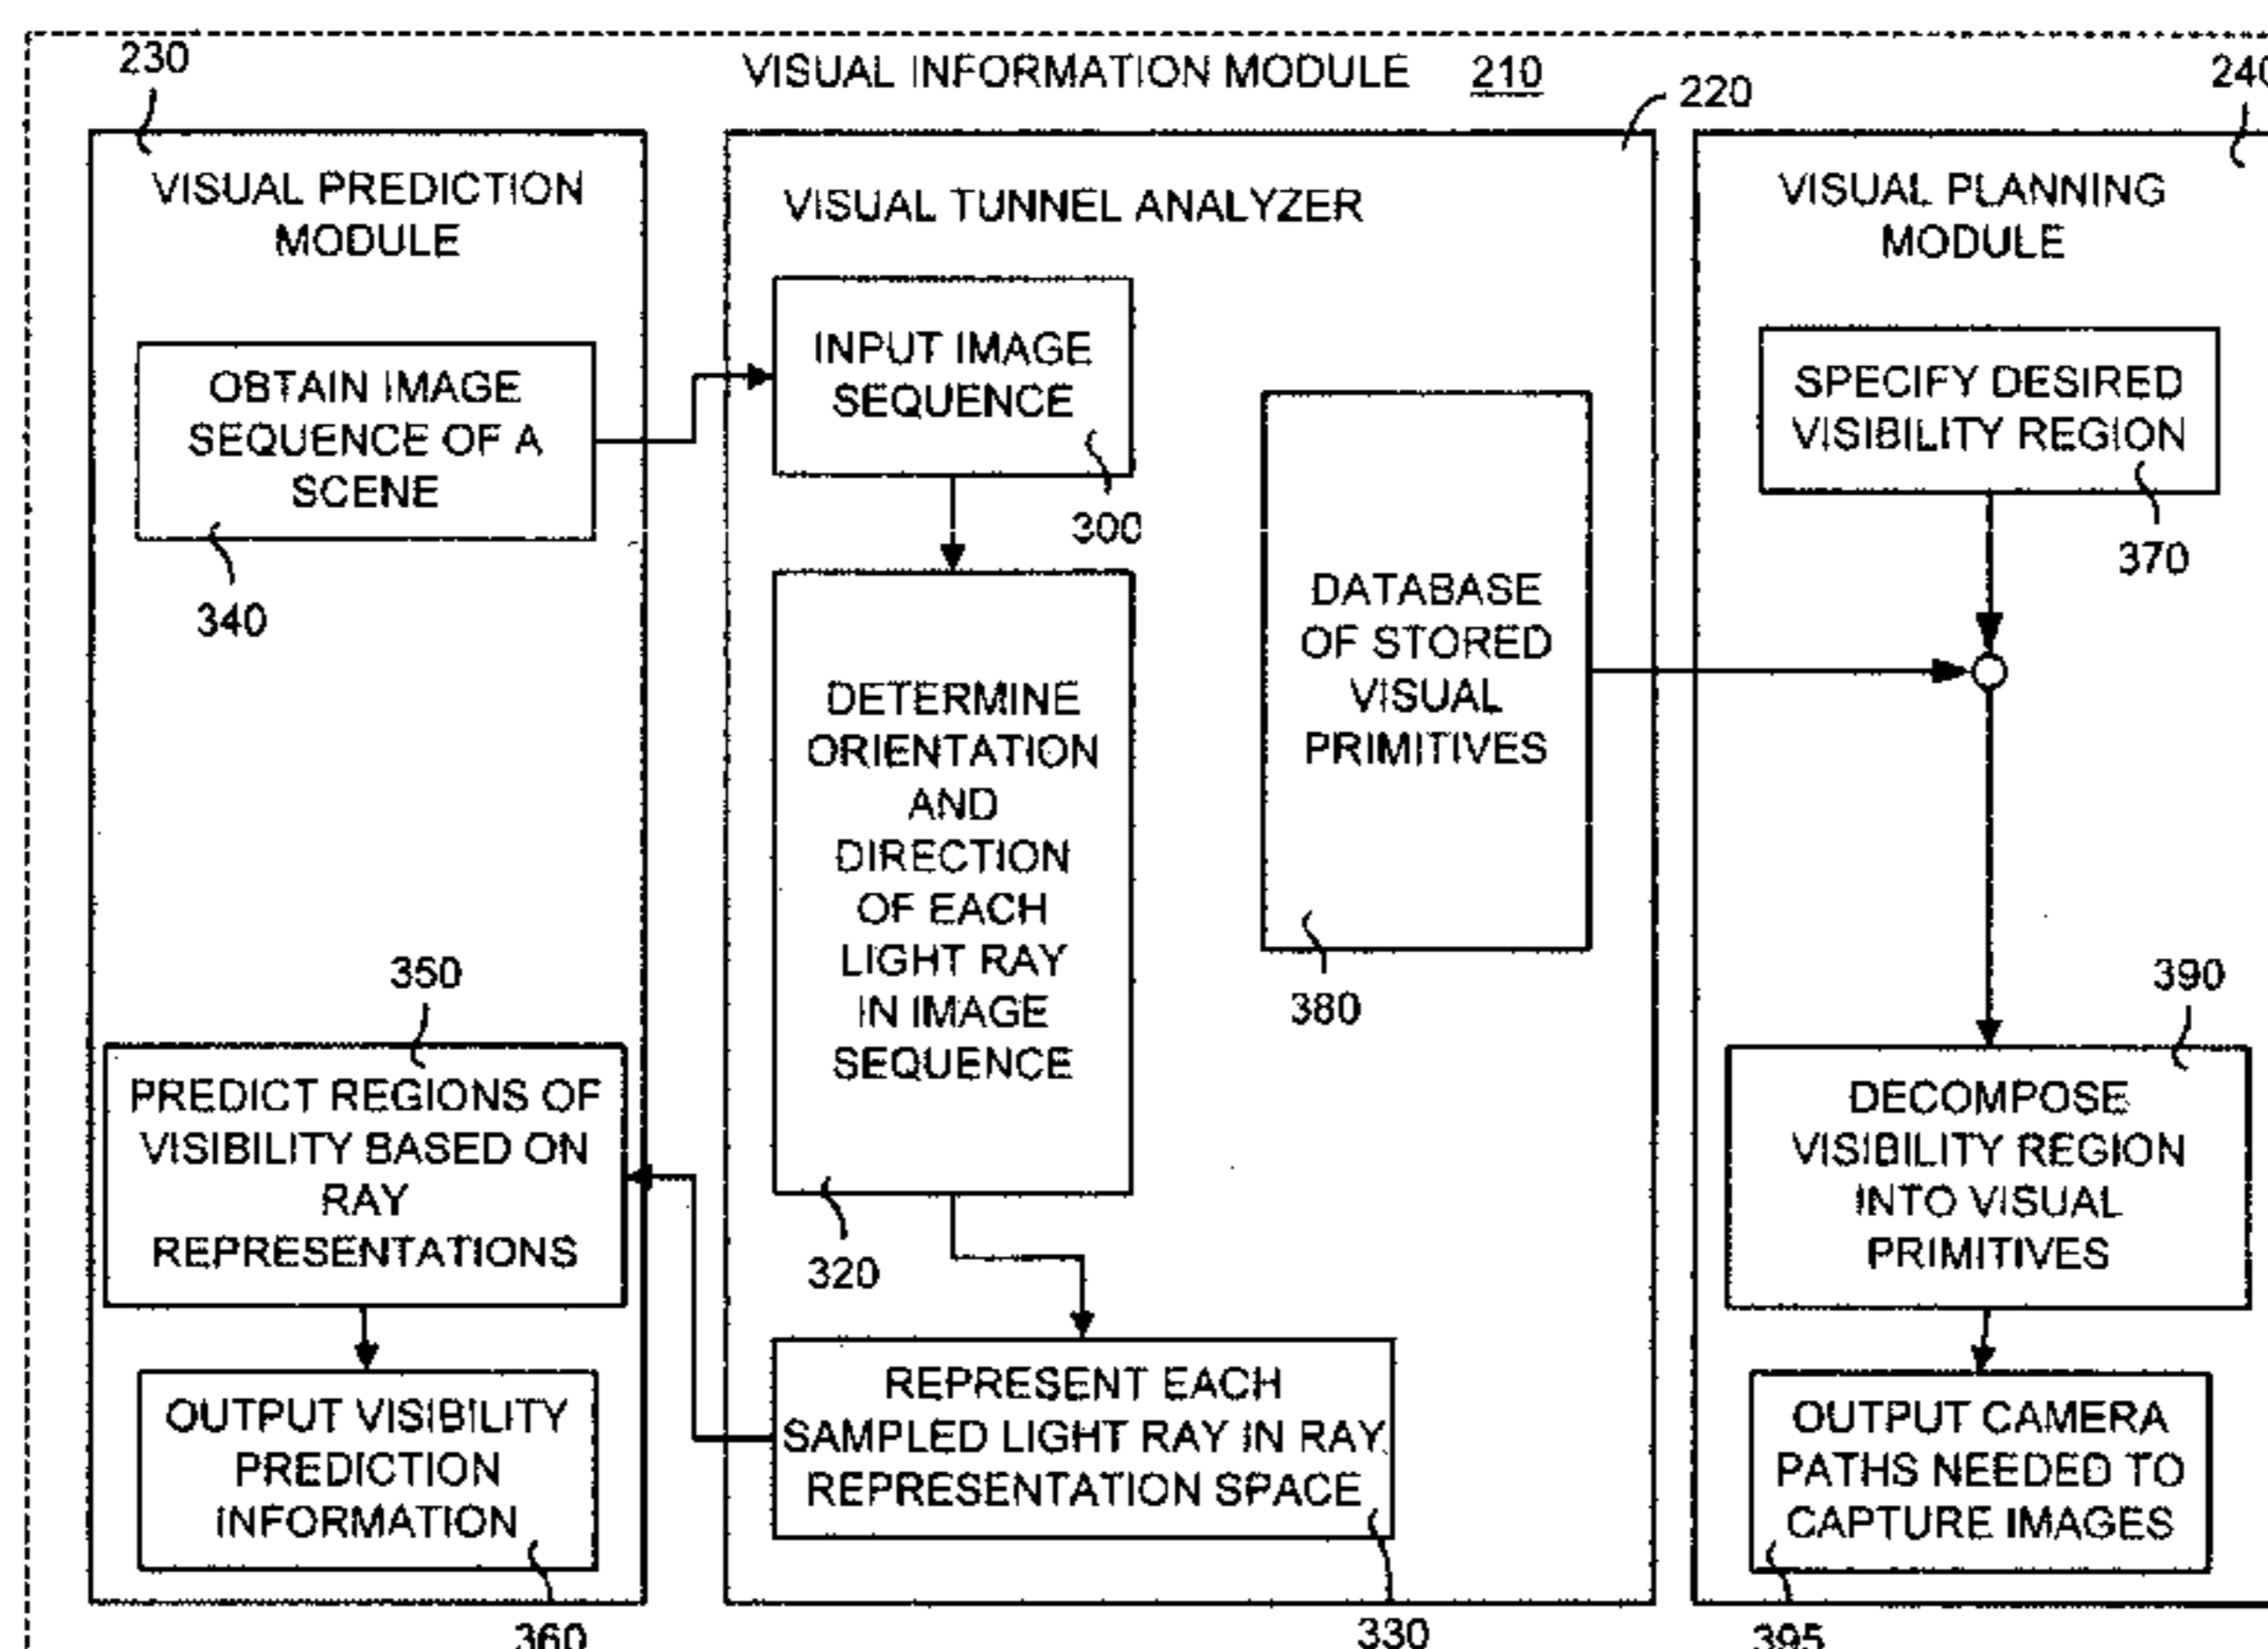 230
VISUAL INFORMATION MODULE 210
220
240
VISUAL PREDICTION
MODULE
OBTAIN IMAGE
SEQUENCE OF A
SCENE
340
350
PREDICT REGIONS OF
VISIBILITY BASED ON
RAY
REPRESENTATIONS
OUTPUT VISIBILITY
PREDICTION
INFORMATION
360
VISUAL TUNNEL ANALYZER
INPUT IMAGE
SEQUENCE
300
DETERMINE
ORIENTATION
AND
DIRECTION
OF EACH
LIGHT RAY
IN IMAGE
SEQUENCE
320
REPRESENT EACH
SAMPLED LIGHT RAY IN RAY
REPRESENTATION SPACE
330
DATABASE
OF STORED
VISUAL
PRIMITIVES
380
VISUAL PLANNING
MODULE
SPECIFY DESIRED
VISIBILITY REGION
370
390
DECOMPOSE
VISIBILITY REGION
INTO VISUAL
PRIMITIVES
OUTPUT CAMERA
PATHS NEEDED TO
CAPTURE IMAGES
395